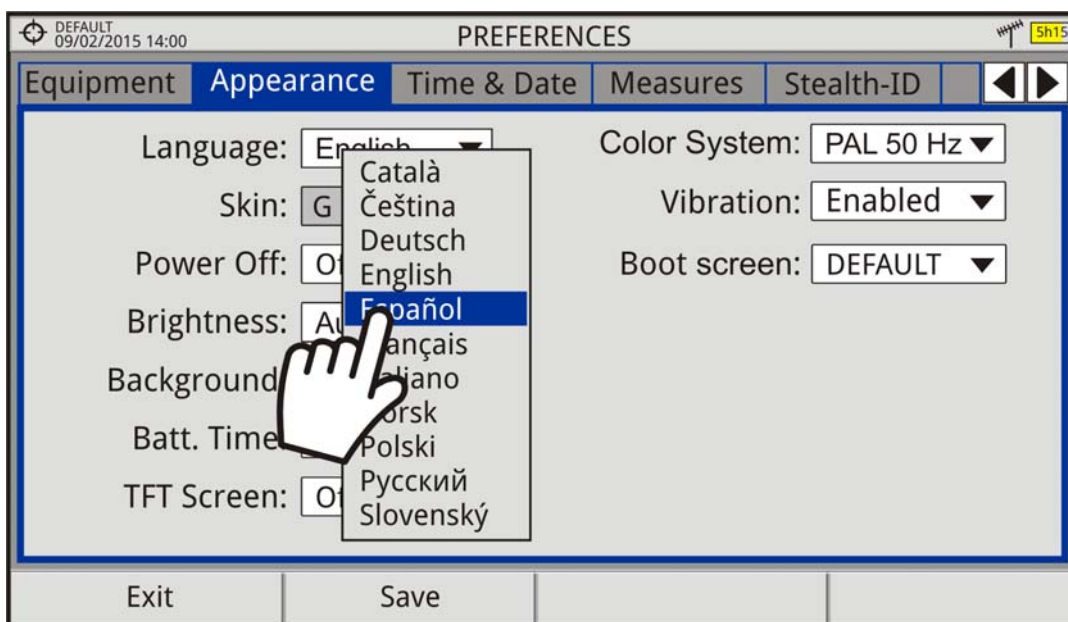 DEFAULT
09/02/2015 14:00
PREFERENCES
5h15
Equipment Appearance Time & Date Measures Stealth-ID
Language: English
Color System: PAL 50 Hz
Skin: G
Vibration: Enabled
Power Off:
Boot screen: DEFAULT
Brightness:
Background
Batt. Time
TFT Screen:
Català
Čeština
Deutsch
English
Español
Polski
Русский
Slovenský
Exit Save